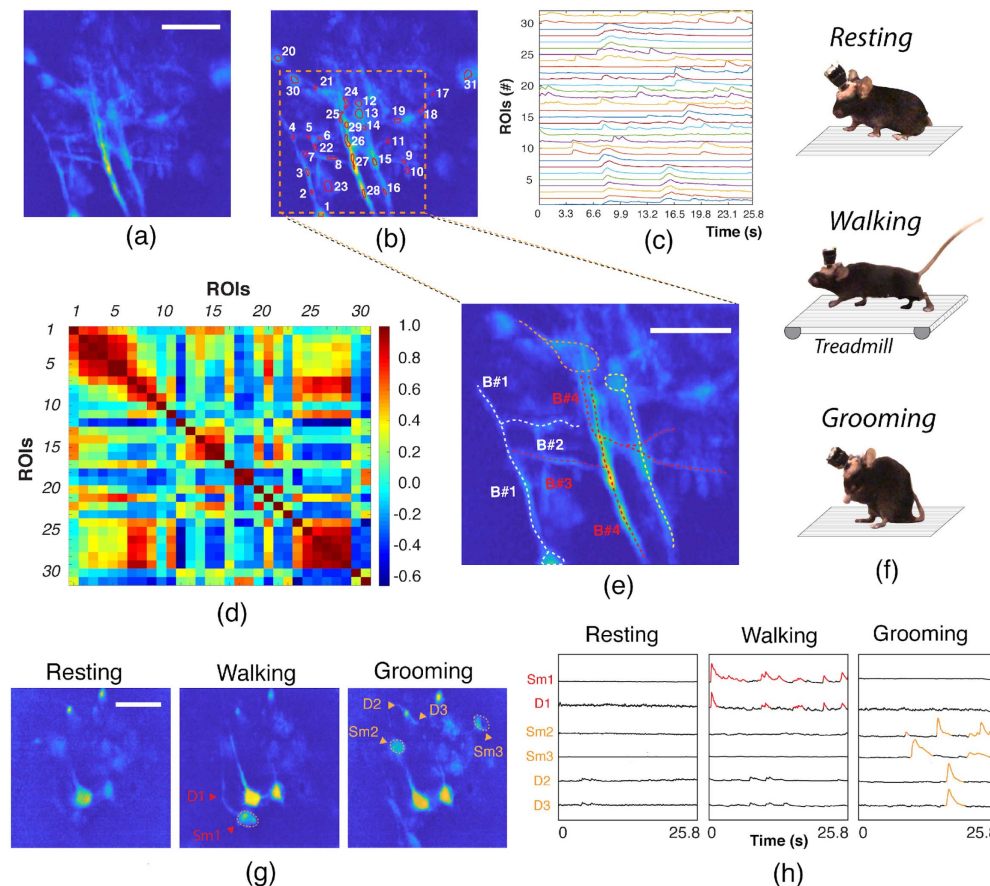 (a)
20
30
21
24
12
13
25
14
29
26
4
5
6
22
7
8
3
2
23
1
27
28
15
16
19
11
9
10
17
18
31
(b)
ROIs (#)
30
25
20
15
10
5
0
3.3
6.6
9.9
13.2
16.5
19.8
23.1
25.8
Time (s)
(c)
Resting
Walking
Treadmill
Grooming
(f)
ROIs
1 5 10 15 20 25 30
ROIs
1
5
10
15
20
25
30
1.0
0.8
0.6
0.4
0.2
0
-0.2
-0.4
-0.6
(d)
B#1
B#2
B#1
B#3
B#4
B#4
(e)
Resting
Walking
D1
Sm1
Grooming
D2
D3
Sm2
Sm3
(g)
Resting
Walking
Grooming
Sm1
D1
Sm2
Sm3
D2
D3
0 25.8
0 25.8
0 25.8
Time (s)
(h)